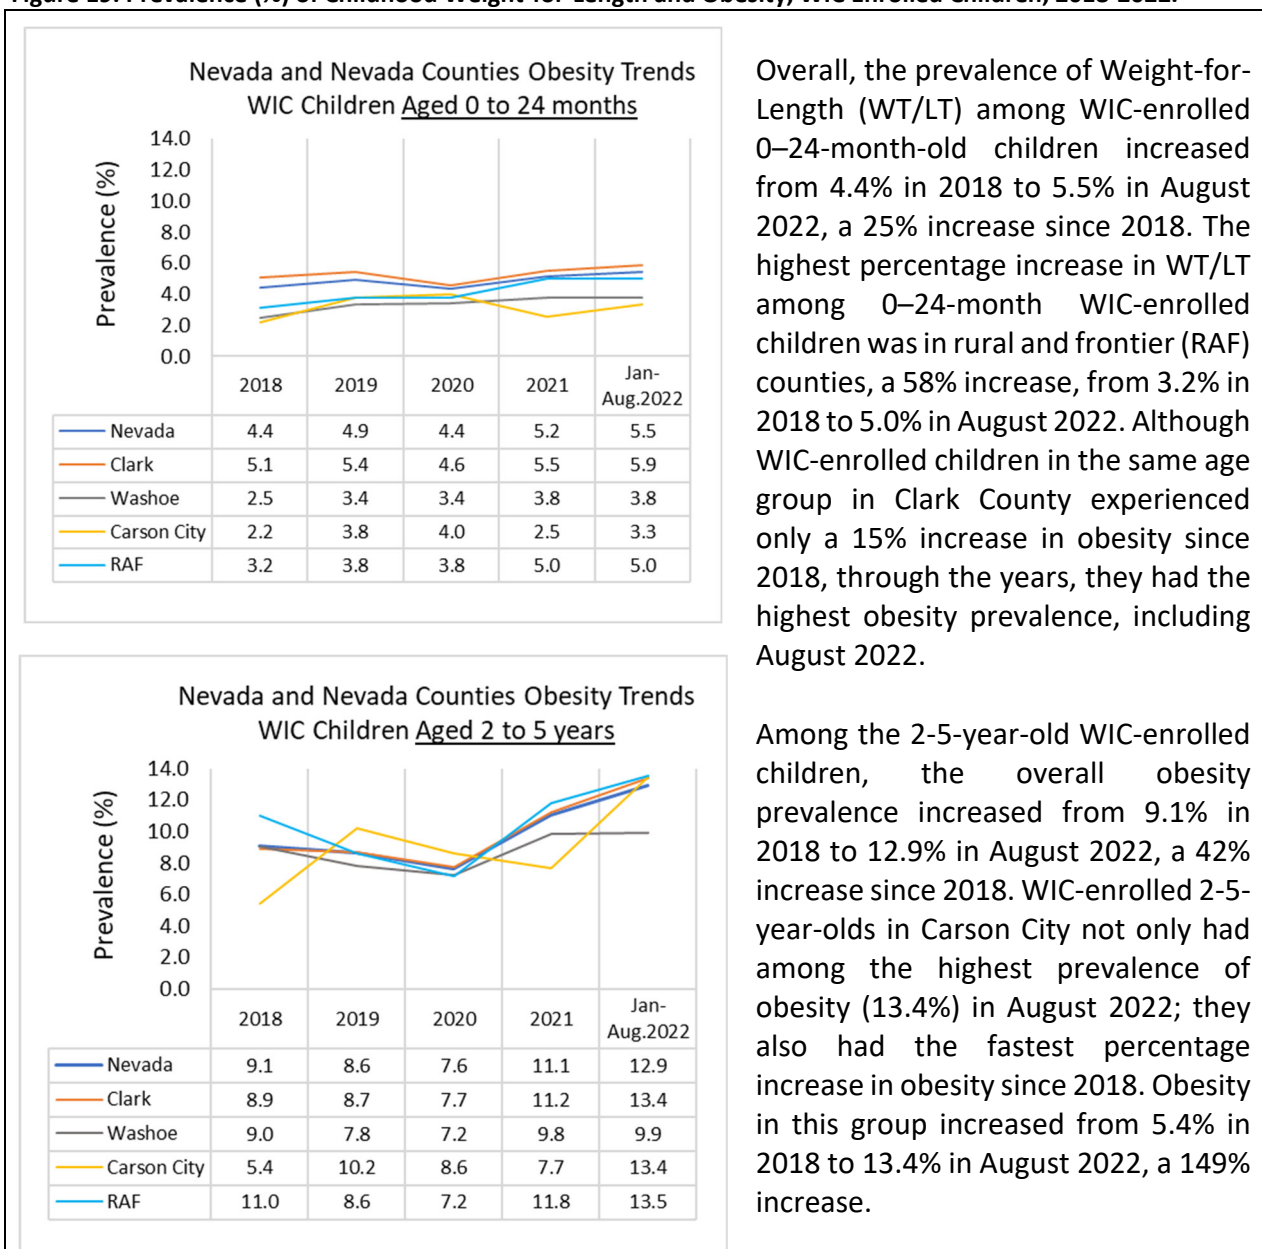 Figure 19. Prevalence (%) of Childhood Weight-for-Length and Obesity, WIC Enrolled Children, 2018-2022.
Nevada and Nevada Counties Obesity Trends
WIC Children Aged 0 to 24 months
Prevalence (%)
14.0
12.0
10.0
8.0
6.0
4.0
2.0
0.0
2018 2019 2020 2021 Jan-
Aug.2022
Nevada 4.4 4.9 4.4 5.2 5.5
Clark 5.1 5.4 4.6 5.5 5.9
Washoe 2.5 3.4 3.4 3.8 3.8
Carson City 2.2 3.8 4.0 2.5 3.3
RAF 3.2 3.8 3.8 5.0 5.0
Nevada and Nevada Counties Obesity Trends
WIC Children Aged 2 to 5 years
Prevalence (%)
14.0
12.0
10.0
8.0
6.0
4.0
2.0
0.0
2018 2019 2020 2021 Jan-
Aug.2022
Nevada 9.1 8.6 7.6 11.1 12.9
Clark 8.9 8.7 7.7 11.2 13.4
Washoe 9.0 7.8 7.2 9.8 9.9
Carson City 5.4 10.2 8.6 7.7 13.4
RAF 11.0 8.6 7.2 11.8 13.5
Overall, the prevalence of Weight-for-
Length (WT/LT) among WIC-enrolled
0–24-month-old children increased
from 4.4% in 2018 to 5.5% in August
2022, a 25% increase since 2018. The
highest percentage increase in WT/LT
among 0–24-month WIC-enrolled
children was in rural and frontier (RAF)
counties, a 58% increase, from 3.2% in
2018 to 5.0% in August 2022. Although
WIC-enrolled children in the same age
group in Clark County experienced
only a 15% increase in obesity since
2018, through the years, they had the
highest obesity prevalence, including
August 2022.
Among the 2-5-year-old WIC-enrolled
children, the overall obesity
prevalence increased from 9.1% in
2018 to 12.9% in August 2022, a 42%
increase since 2018. WIC-enrolled 2-5-
year-olds in Carson City not only had
among the highest prevalence of
obesity (13.4%) in August 2022; they
also had the fastest percentage
increase in obesity since 2018. Obesity
in this group increased from 5.4% in
2018 to 13.4% in August 2022, a 149%
increase.